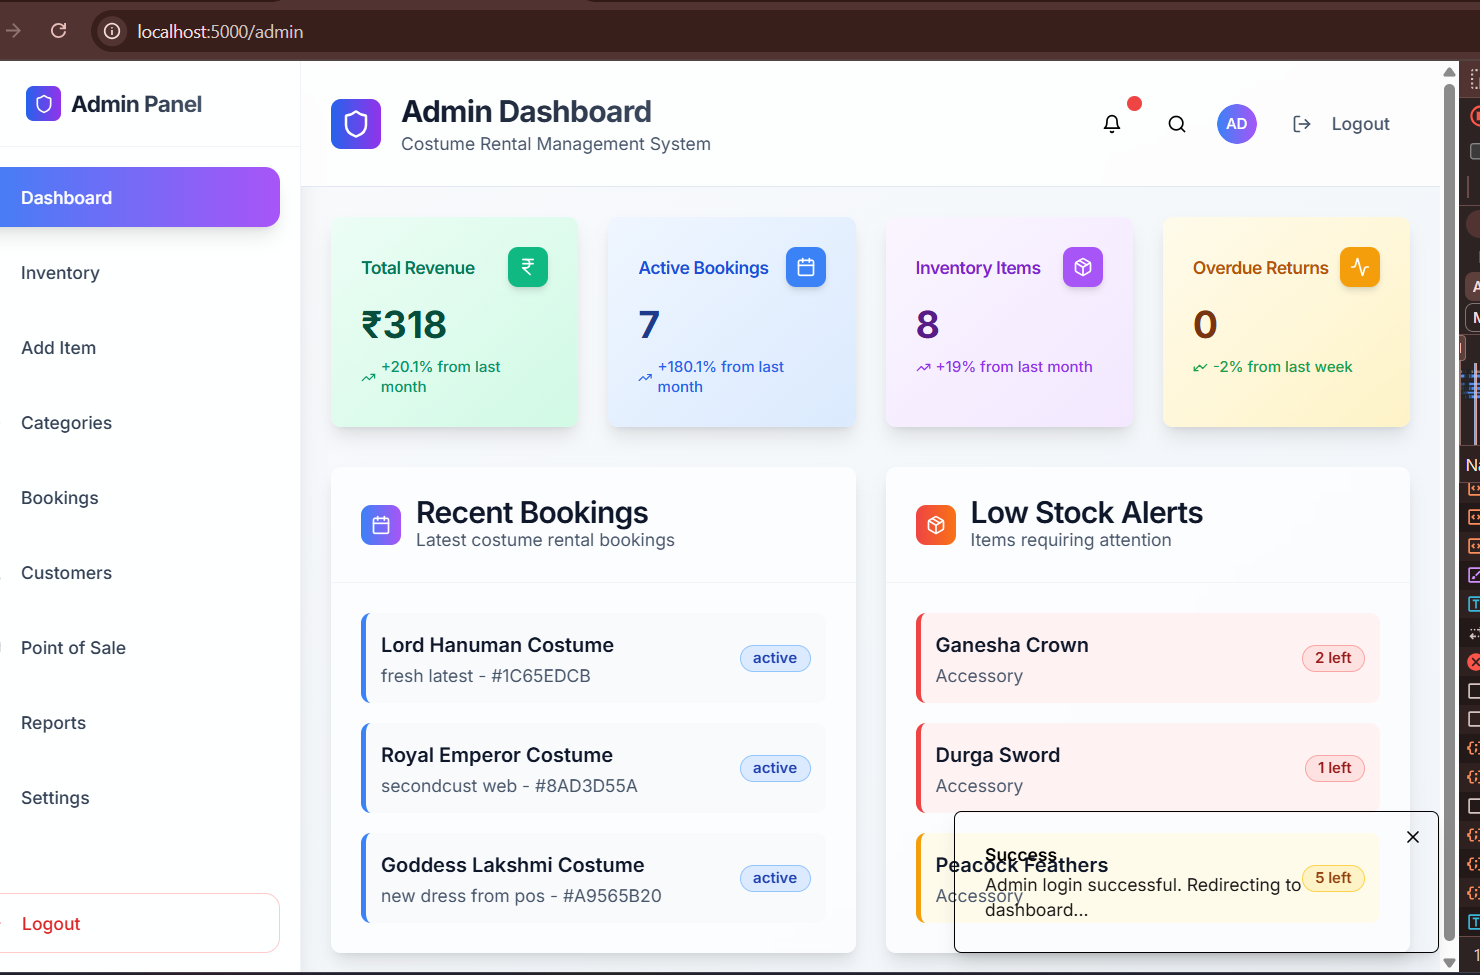 localhost:5000/admin
Admin Panel
Dashboard
Inventory
Add Item
Categories
Bookings
Customers
Point of Sale
Reports
Settings
Logout
Admin Dashboard
Costume Rental Management System
AD
Logout
Total Revenue
₹
₹318
+20.1% from last
month
Active Bookings
7
+180.1% from last
month
Inventory Items
8
+19% from last month
Overdue Returns
0
-2% from last week
Recent Bookings
Latest costume rental bookings
Lord Hanuman Costume
fresh latest - #1C65EDCB
active
Royal Emperor Costume
secondcust web - #8AD3D55A
active
Goddess Lakshmi Costume
new dress from pos - #A9565B20
active
Low Stock Alerts
Items requiring attention
Ganesha Crown
Accessory
2 left
Durga Sword
Accessory
1 left
Peacock Feathers
Accessory
5 left
Success
Admin login successful. Redirecting to
dashboard...